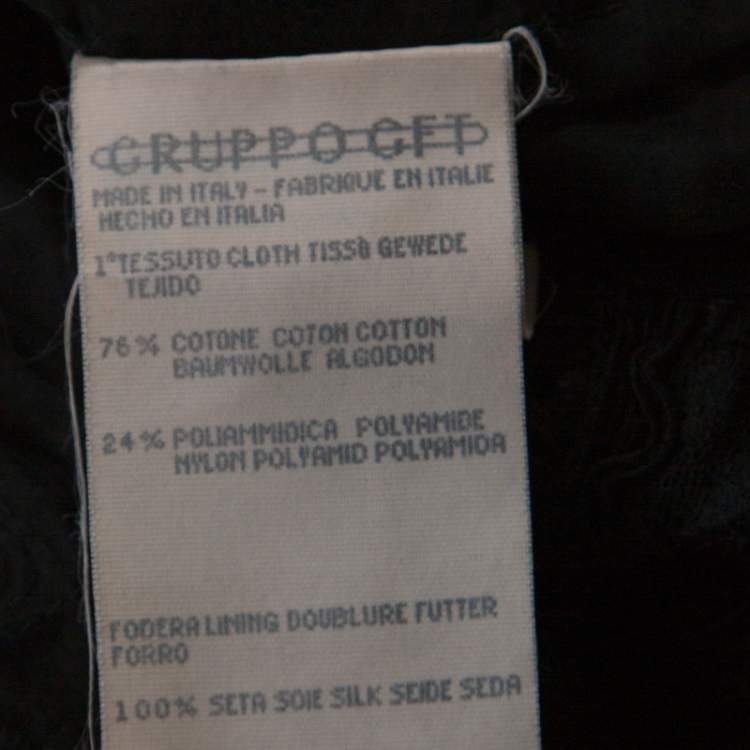 GRUPPO GFT
MADE IN ITALY - FABRIQUE EN ITALIE
HECHO EN ITALIA
1°TESSUTO CLOTH TISSÙ GEWEDE
TEJIDO
76% COTONE COTON COTTON
BAUMWOLLE ALGODON
24% POLIAMMIDICA POLYAMIDE
NYLON POLYAMID POLYAMIDA
FODERA LINING DOUBLURE FUTTER
FORRO
100% SETA SOIE SILK SEIDE SEDA